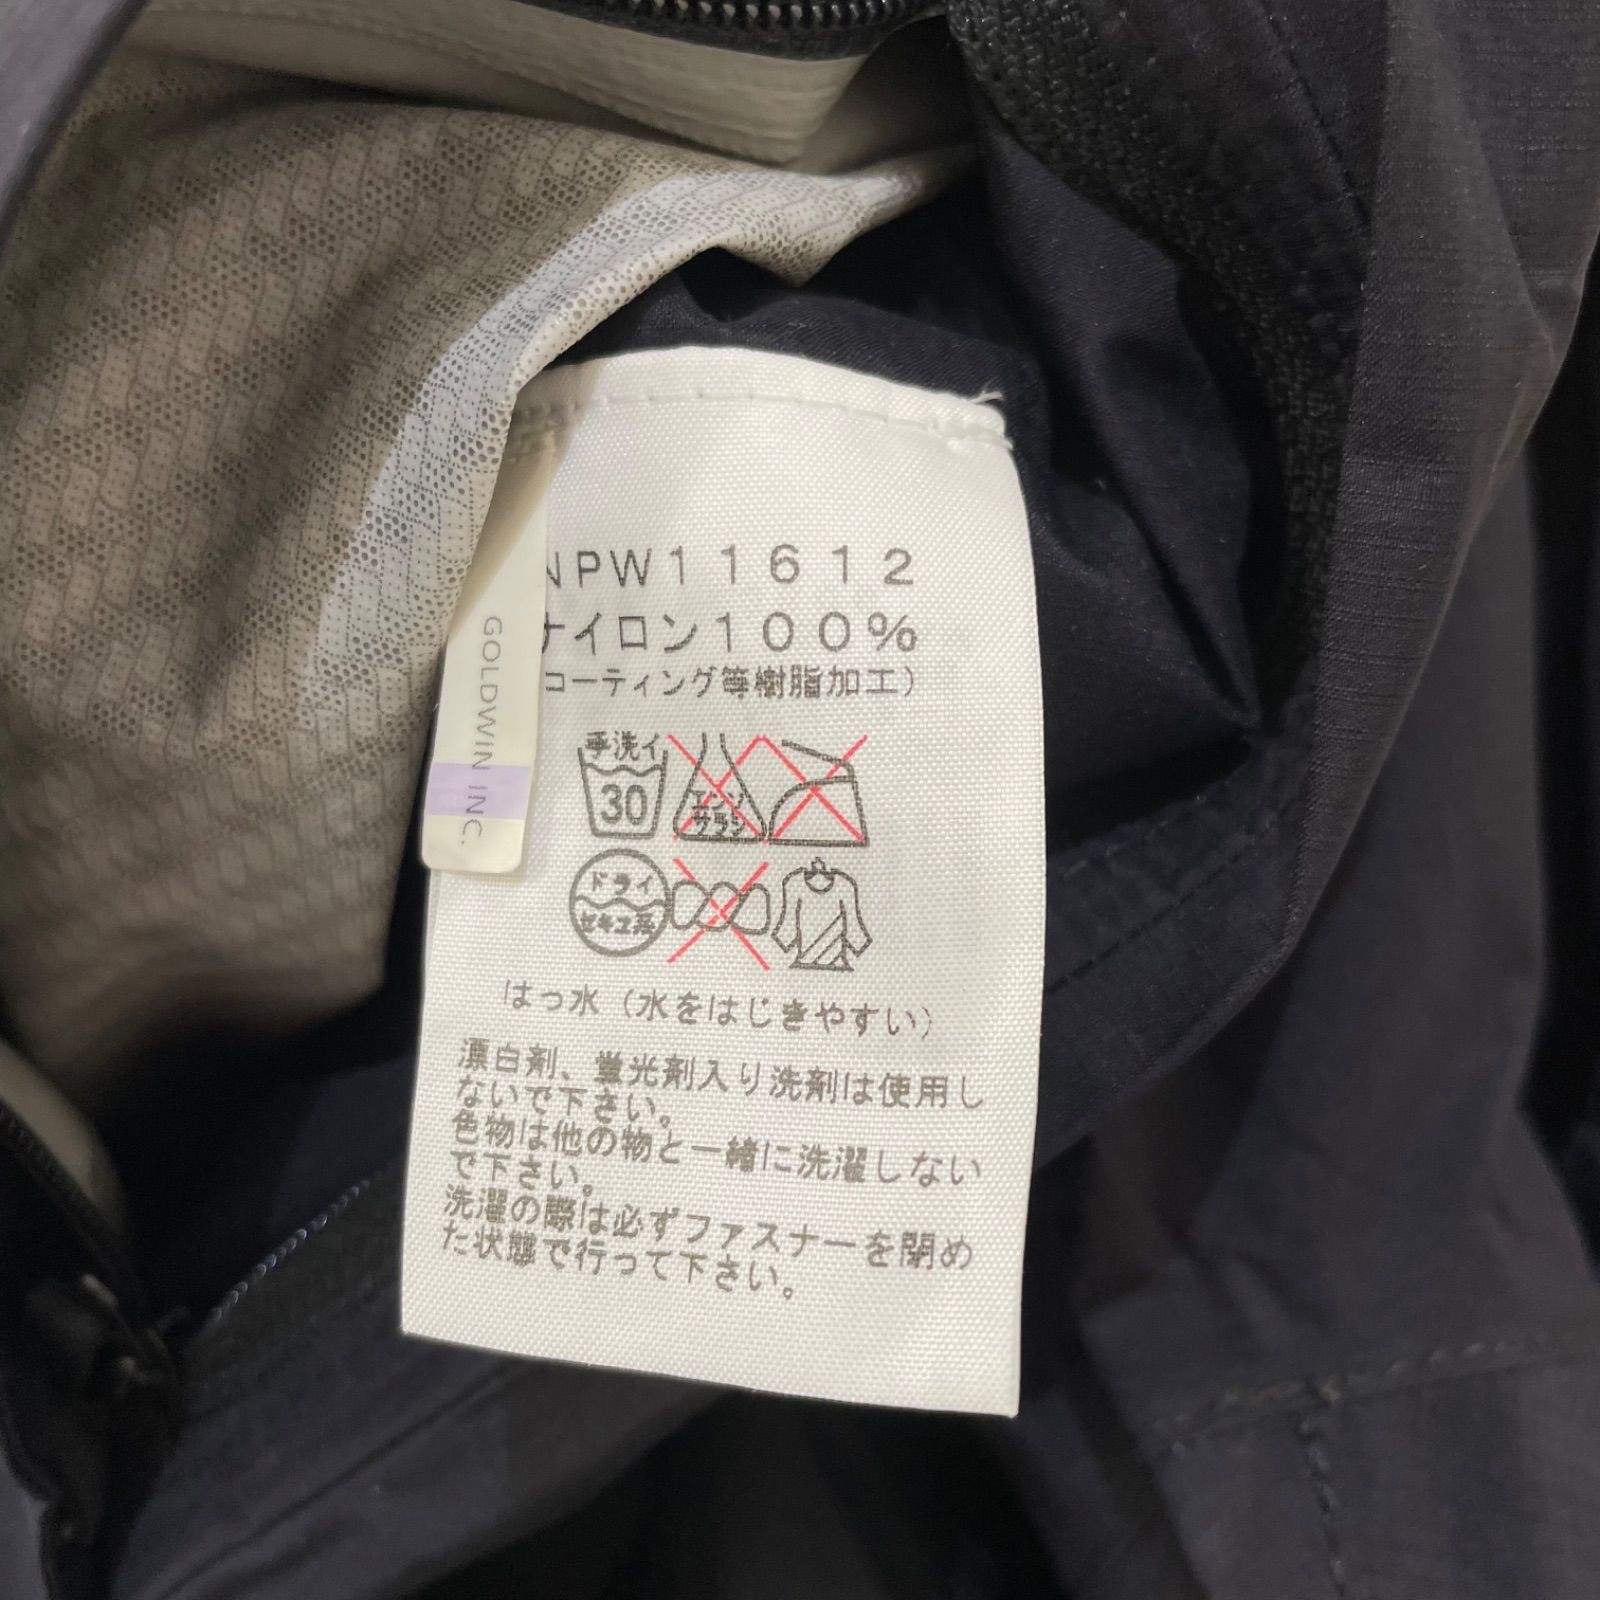 NPW11612
ナイロン100%
コーティング等樹脂加工）
手洗イ
30
エンソ
サラシ
ドライ
セキユ系
はっ水（水をはじきやすい）
漂白剤、蛍光剤入り洗剤は使用し
ないで下さい。
色物は他の物と一緒に洗濯しない
で下さい。
洗濯の際は必ずファスナーを閉め
た状態で行って下さい。
GOLDWIN INC.